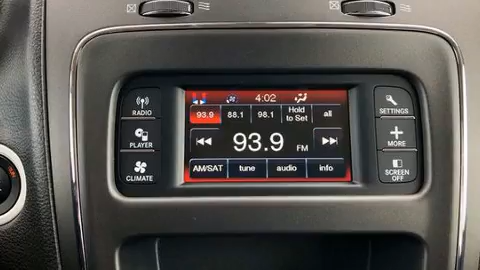 4:02
93.9 88.1 98.1 Hold to Set all
93.9 FM
AM/SAT tune audio info
RADIO
PLAYER
CLIMATE
SETTINGS
MORE
SCREEN OFF